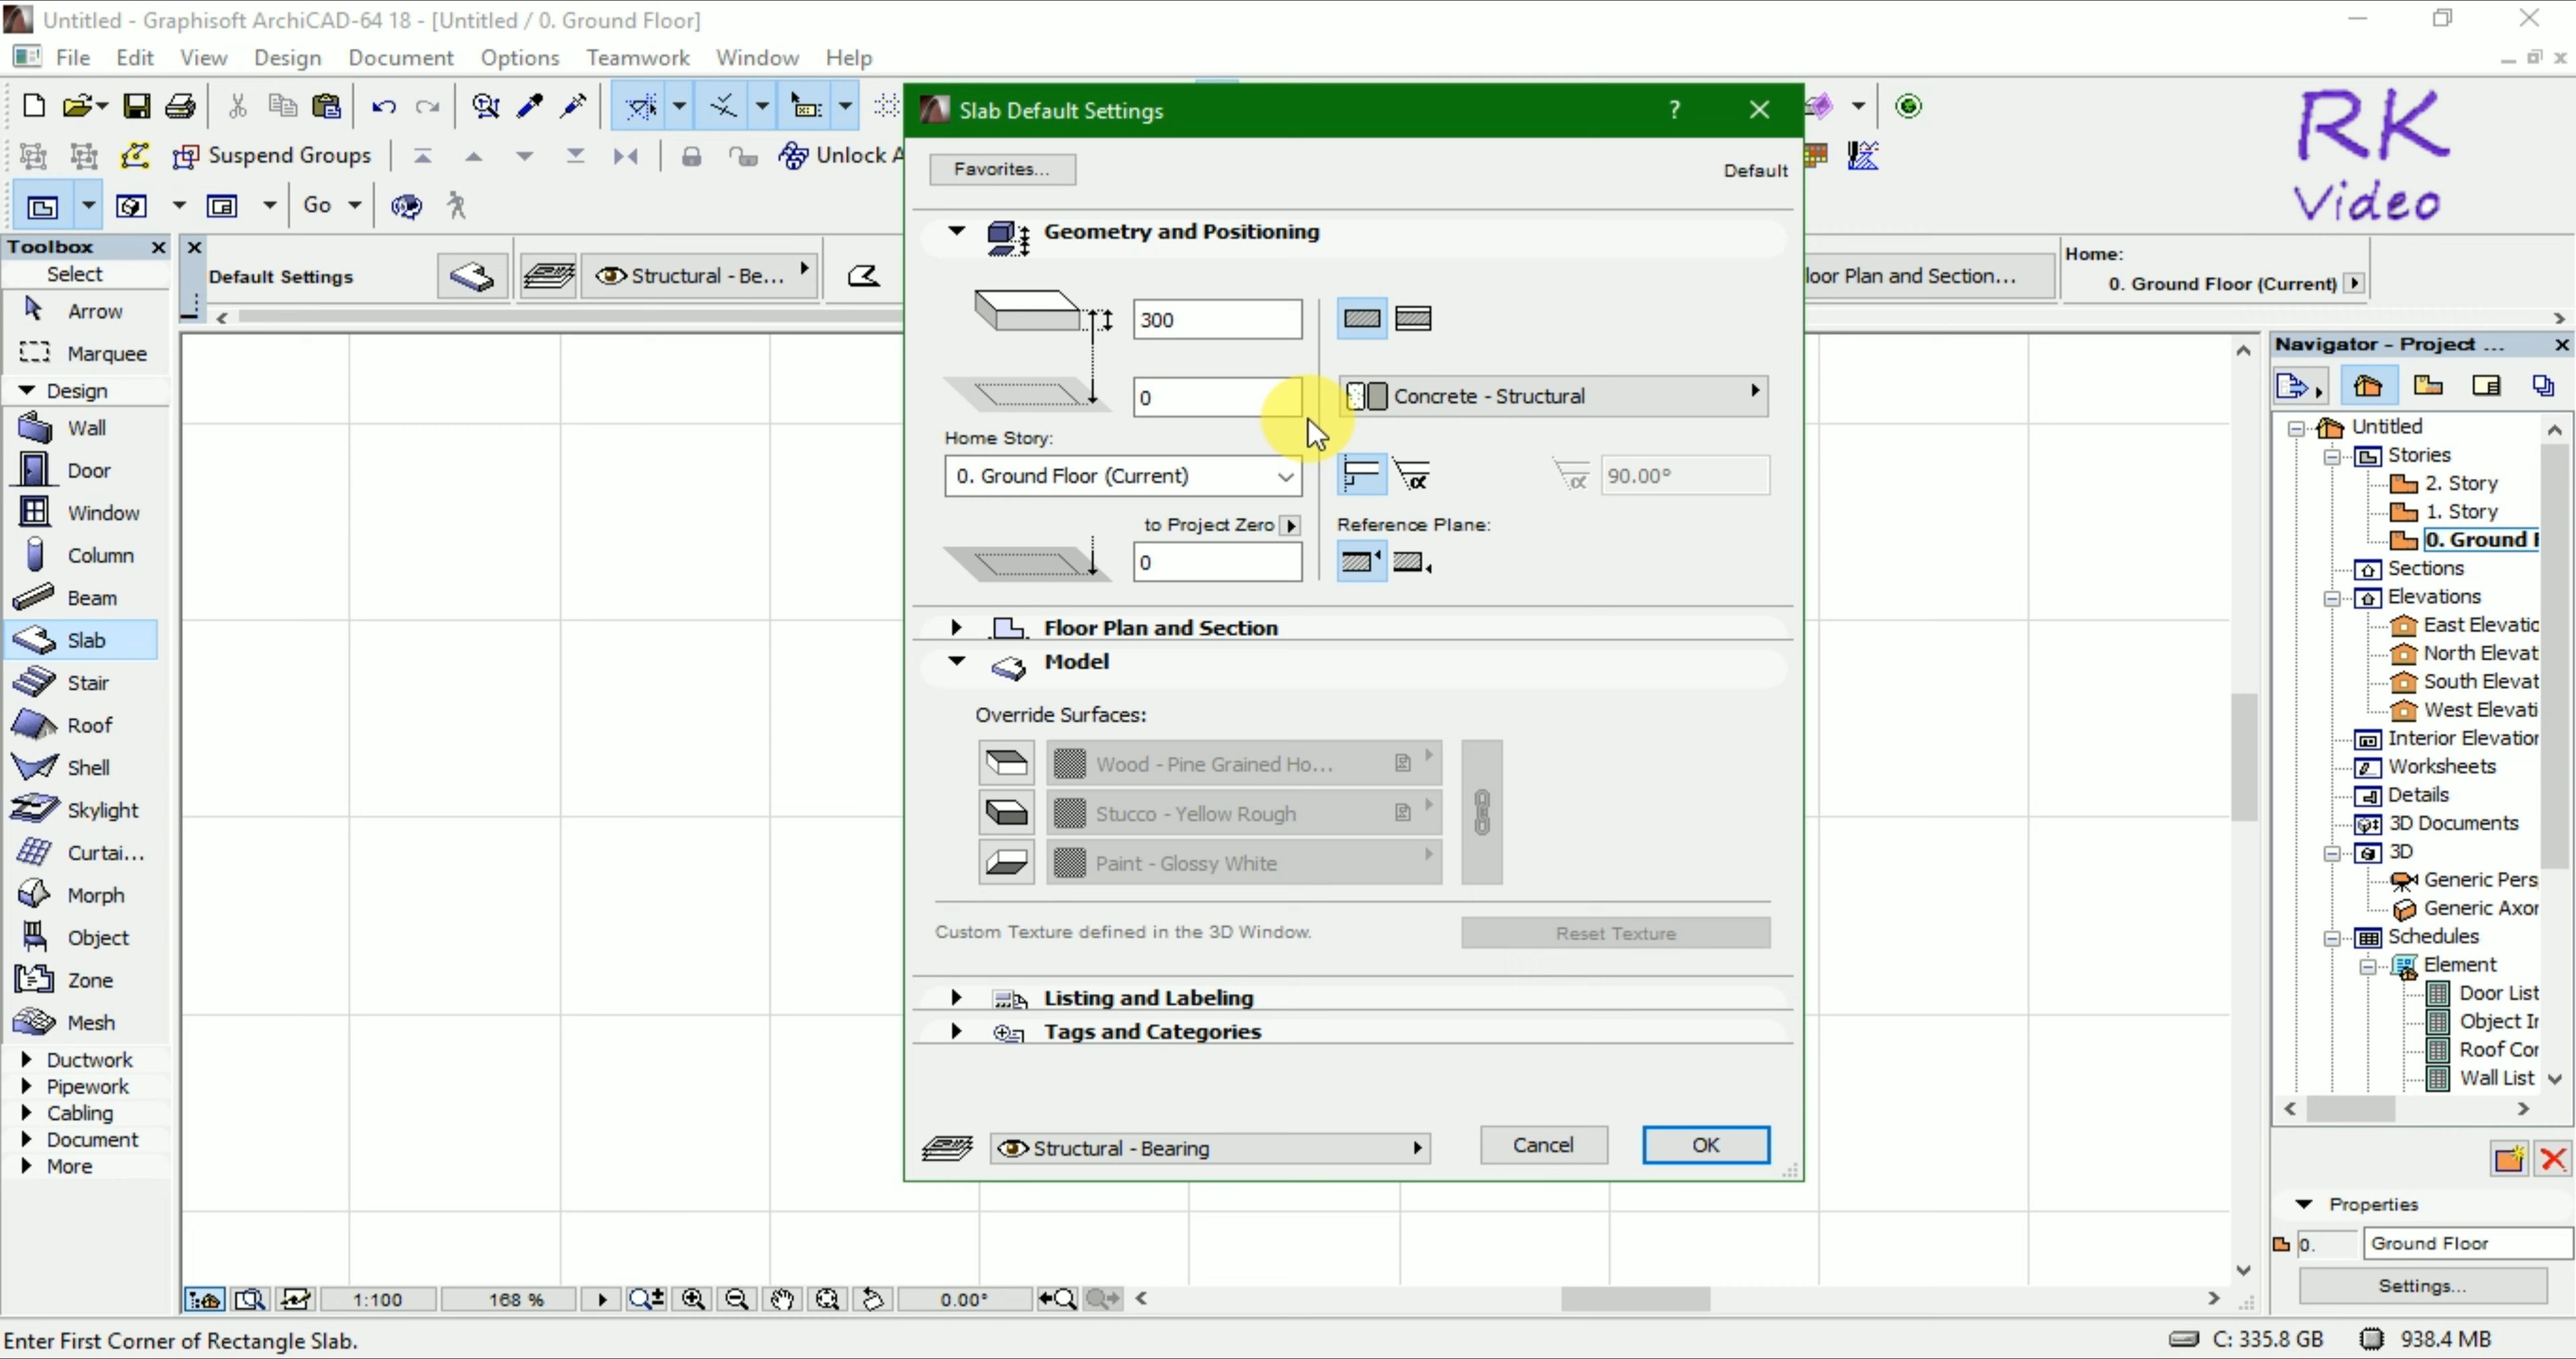 Untitled - Graphisoft ArchiCAD-64 18 - [Untitled / 0. Ground Floor]
File Edit View Design Document Options Teamwork Window Help
RK
Video
Suspend Groups
Unlock A
Go
Toolbox
Select
Arrow
Marquee
Design
Wall
Door
Window
Column
Beam
Slab
Stair
Roof
Shell
Skylight
Curtai...
Morph
Object
Zone
Mesh
Ductwork
Pipework
Cabling
Document
More
Default Settings
Structural - Be...
loor Plan and Section...
Home:
0. Ground Floor (Current)
Slab Default Settings
?
Favorites...
Default
Geometry and Positioning
300
0
Concrete - Structural
Home Story:
0. Ground Floor (Current)
90.00°
to Project Zero
Reference Plane:
0
Floor Plan and Section
Model
Override Surfaces:
Wood - Pine Grained Ho...
Stucco - Yellow Rough
Paint - Glossy White
Custom Texture defined in the 3D Window.
Reset Texture
Listing and Labeling
Tags and Categories
Structural - Bearing
Cancel
OK
Navigator - Project ...
Untitled
Stories
2. Story
1. Story
0. Ground F
Sections
Elevations
East Elevatio
North Elevat
South Elevat
West Elevati
Interior Elevation
Worksheets
Details
3D Documents
3D
Generic Pers
Generic Axor
Schedules
Element
Door List
Object Ir
Roof Cor
Wall List
Properties
0.
Ground Floor
Settings...
1:100
168 %
0.00°
Enter First Corner of Rectangle Slab.
C: 335.8 GB
938.4 MB